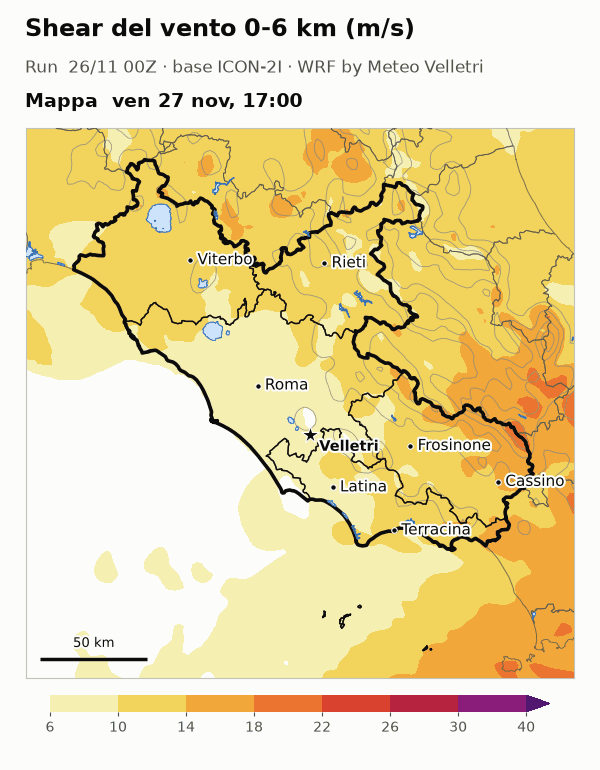 Shear del vento 0-6 km (m/s)
Run  26/11 00Z · base ICON-2I · WRF by Meteo Velletri
Mappa  ven 27 nov, 17:00
Viterbo
Rieti
Roma
Velletri
Frosinone
Cassino
Latina
Terracina
50 km
6 10 14 18 22 26 30 40